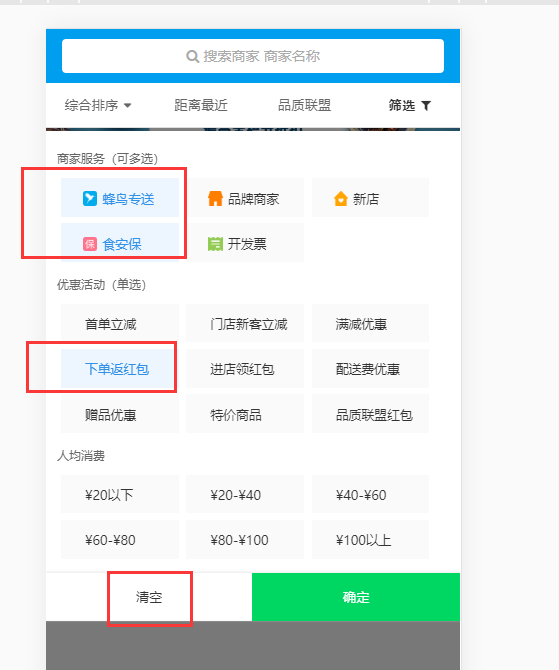 搜索商家 商家名称
综合排序 距离最近 品质联盟 筛选
商家服务（可多选）
蜂鸟专送 品牌商家 新店
保 食安保 开发票
优惠活动（单选）
首单立减 门店新客立减 满减优惠
下单返红包 进店领红包 配送费优惠
赠品优惠 特价商品 品质联盟红包
人均消费
¥20以下 ¥20-¥40 ¥40-¥60
¥60-¥80 ¥80-¥100 ¥100以上
清空 确定